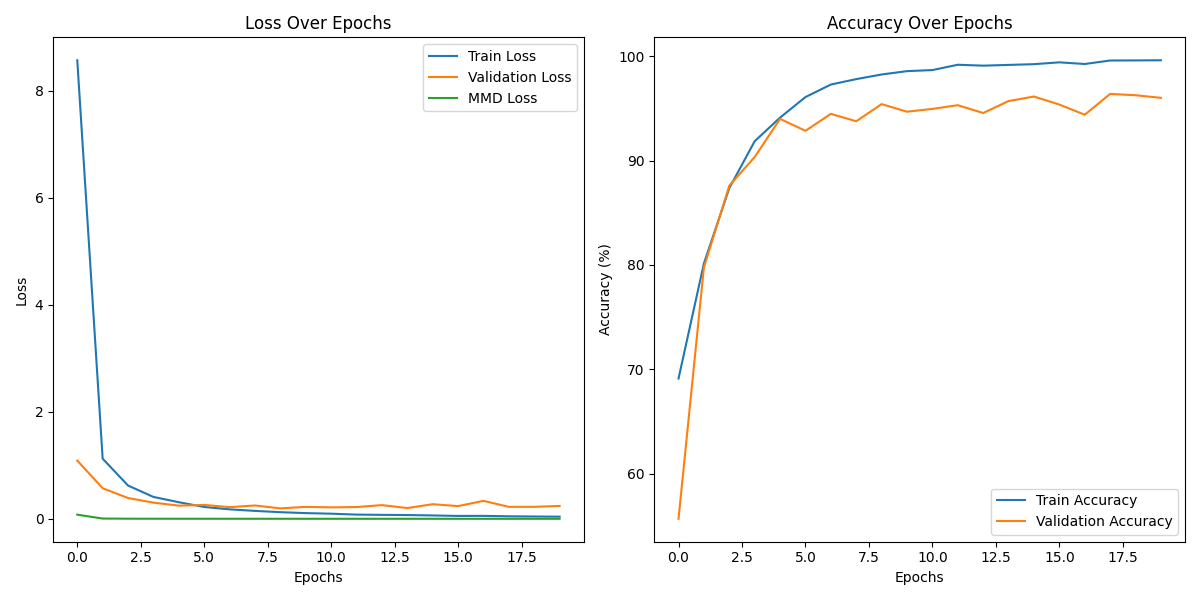 Loss Over Epochs
Train Loss
Validation Loss
MMD Loss
Loss
8
6
4
2
0
0.0 2.5 5.0 7.5 10.0 12.5 15.0 17.5
Epochs
Accuracy Over Epochs
Accuracy (%)
100
90
80
70
60
Train Accuracy
Validation Accuracy
0.0 2.5 5.0 7.5 10.0 12.5 15.0 17.5
Epochs